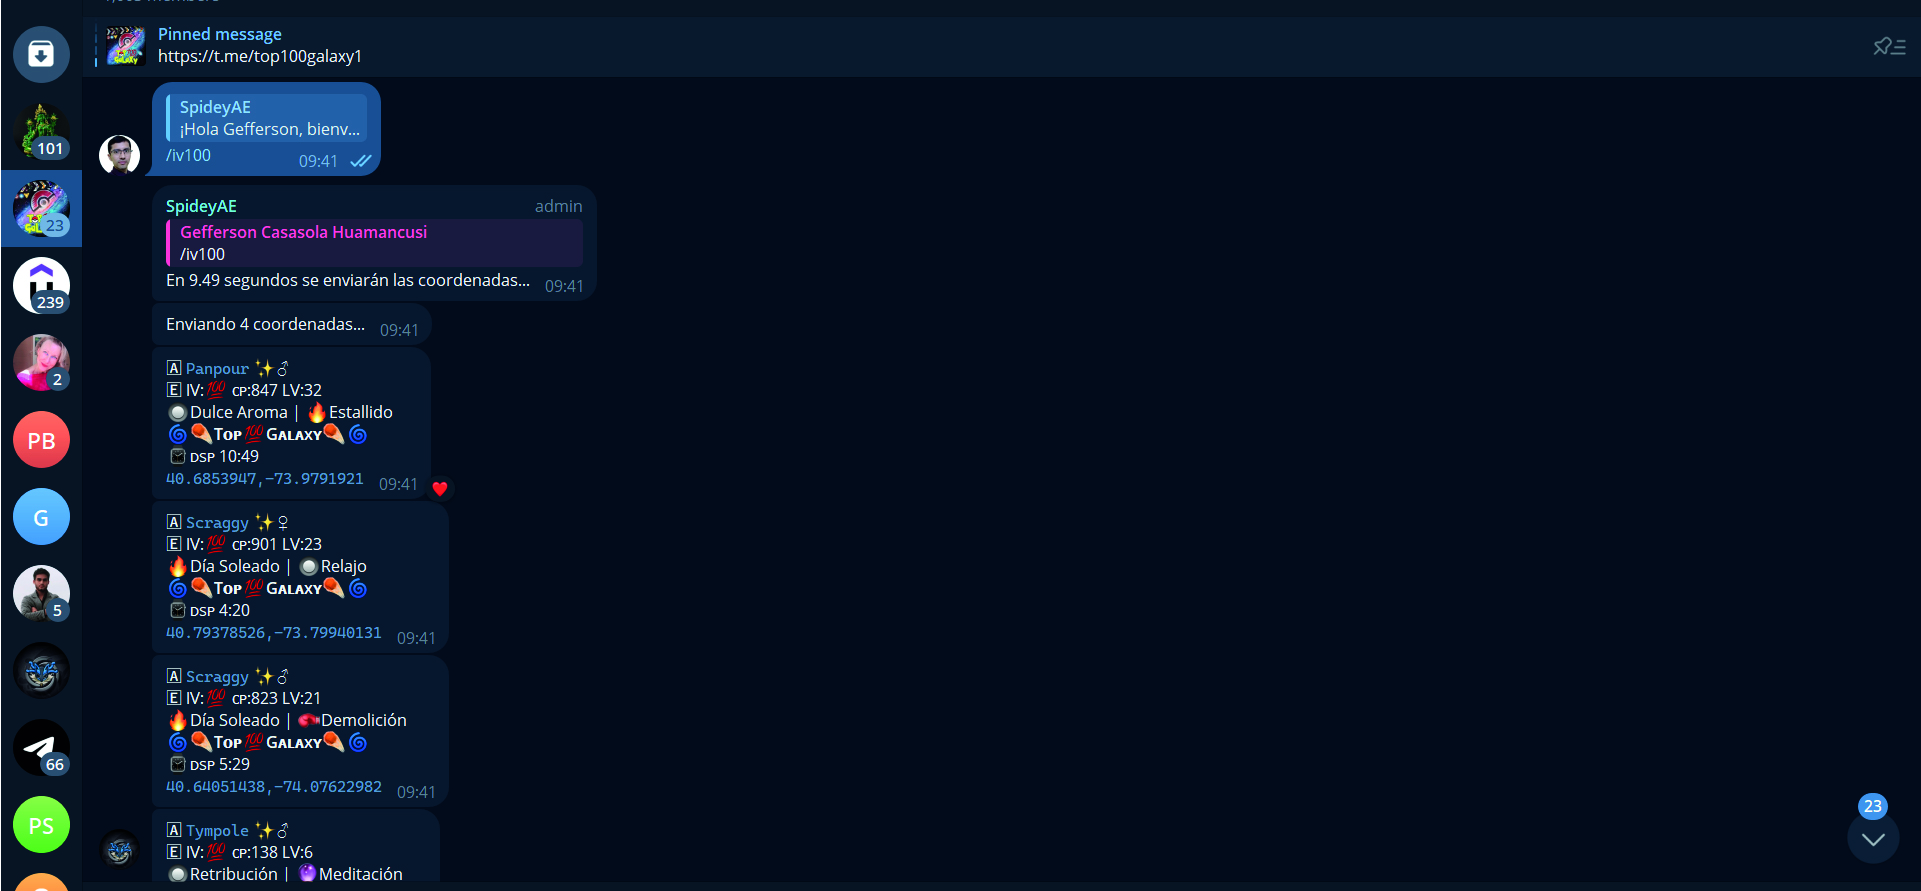 Pinned message
https://t.me/top100galaxy1
SpideyAE
¡Hola Gefferson, bienv...
/iv100
09:41
SpideyAE admin
Gefferson Casasola Huamancusi
/iv100
En 9.49 segundos se enviarán las coordenadas... 09:41
Enviando 4 coordenadas... 09:41
A Panpour ✨♂
E IV:💯 CP:847 LV:32
Dulce Aroma | 🔥Estallido
🌀 TOP💯GALAXY 🌀
DSP 10:49
40.6853947,-73.9791921 09:41
A Scraggy ✨♀
E IV:💯 CP:901 LV:23
🔥Día Soleado | Relajo
🌀 TOP💯GALAXY 🌀
DSP 4:20
40.79378526,-73.79940131 09:41
A Scraggy ✨♂
E IV:💯 CP:823 LV:21
🔥Día Soleado | Demolición
🌀 TOP💯GALAXY 🌀
DSP 5:29
40.64051438,-74.07622982 09:41
A Tympole ✨♂
E IV:💯 CP:138 LV:6
Retribución | 🔮Meditación
101
23
239
2
PB
G
5
66
PS
23